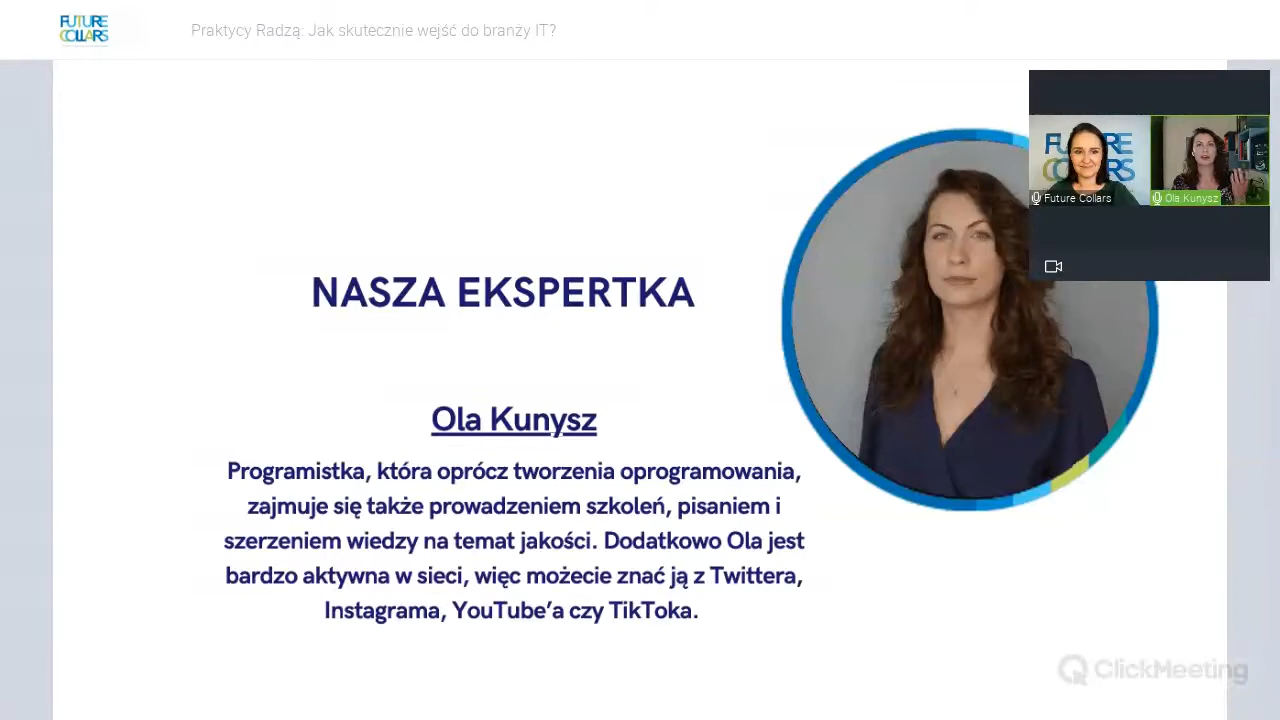 FUTURE
COLLARS
Praktycy Radzą: Jak skutecznie wejść do branży IT?
FUTURE
COLLARS
Future Collars
Ola Kunysz
NASZA EKSPERTKA
Ola Kunysz
Programistka, która oprócz tworzenia oprogramowania,
zajmuje się także prowadzeniem szkoleń, pisaniem i
szerzeniem wiedzy na temat jakości. Dodatkowo Ola jest
bardzo aktywna w sieci, więc możecie znać ją z Twittera,
Instagrama, YouTube’a czy TikToka.
ClickMeeting